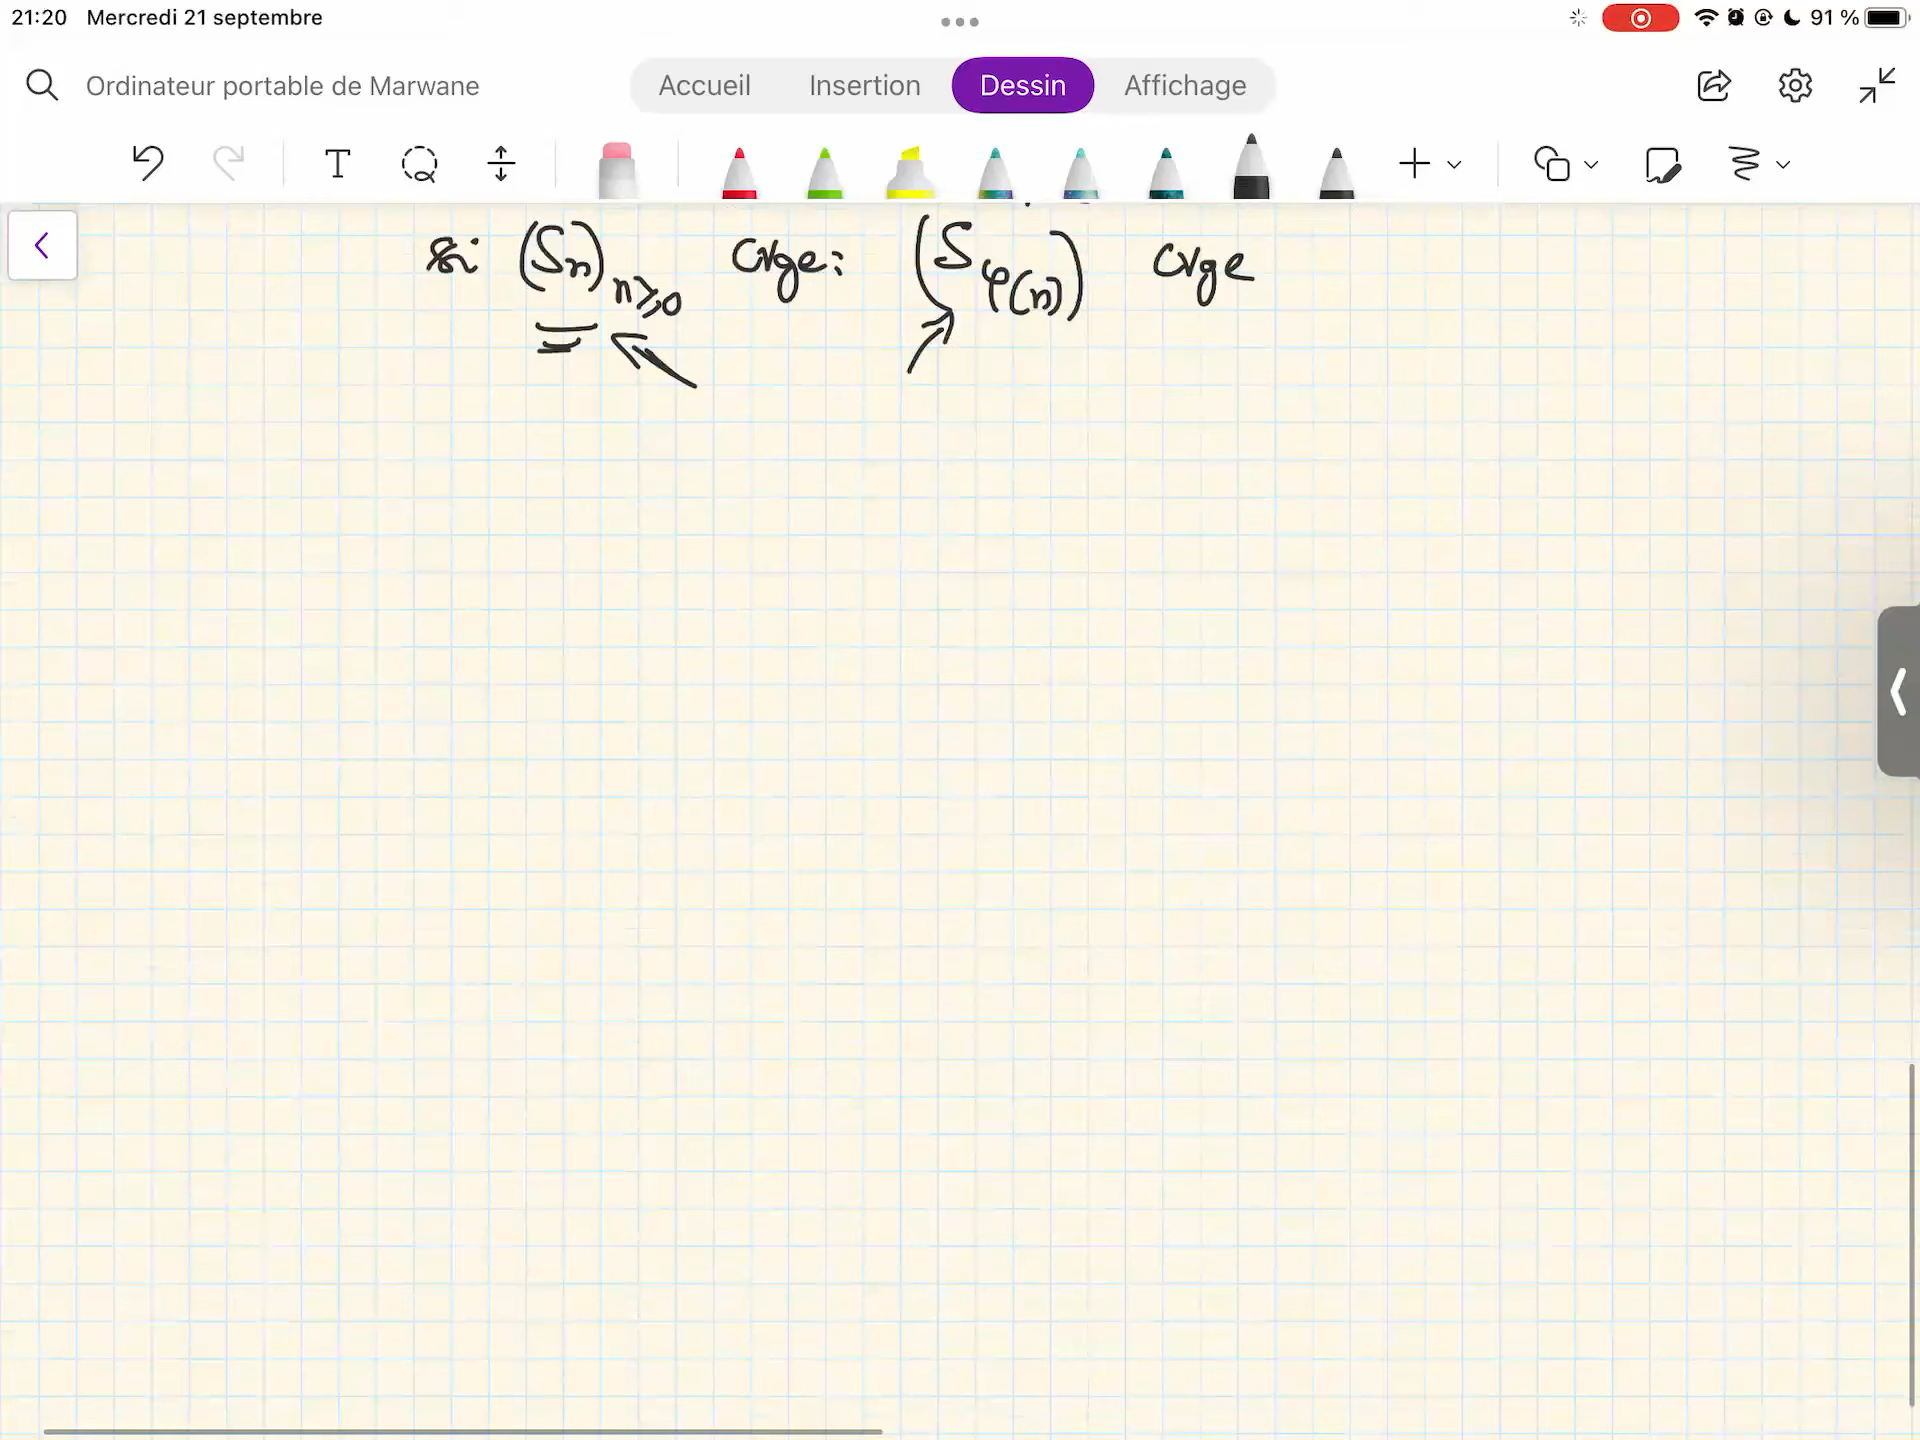 21:20 Mercredi 21 septembre 91 %
Ordinateur portable de Marwane Accueil Insertion Dessin Affichage
T
si (Sn)n≥0 cvge: (Sφ(n)) cvge